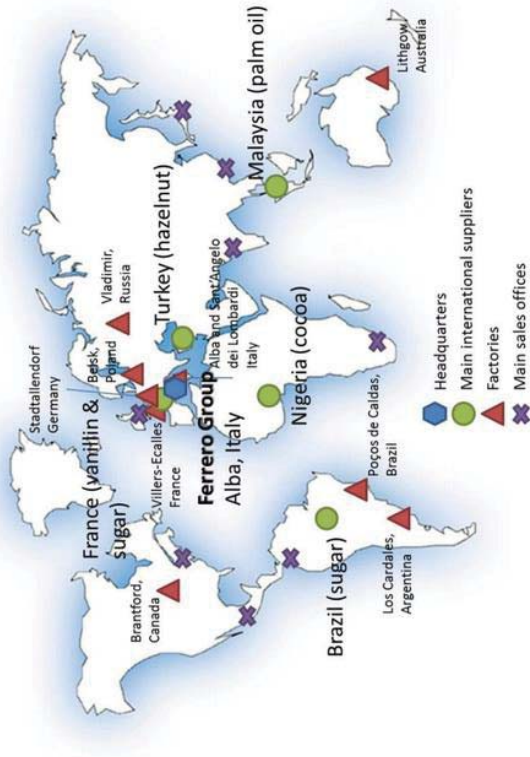 Stadtallendorf
Germany
Belsk,
Poland
Vladimir,
Russia
France (vanillin &
sugar)
Turkey (hazelnut)
Brantford,
Canada
Villers-Ecalles
France
Ferrero Group
Alba, Italy
Alba and Sant'Angelo
dei Lombardi
Italy
Malaysia (palm oil)
Nigeria (cocoa)
Brazil (sugar)
Poços de Caldas,
Brazil
Los Cardales,
Argentina
Lithgow,
Australia
Headquarters
Main international suppliers
Factories
Main sales offices